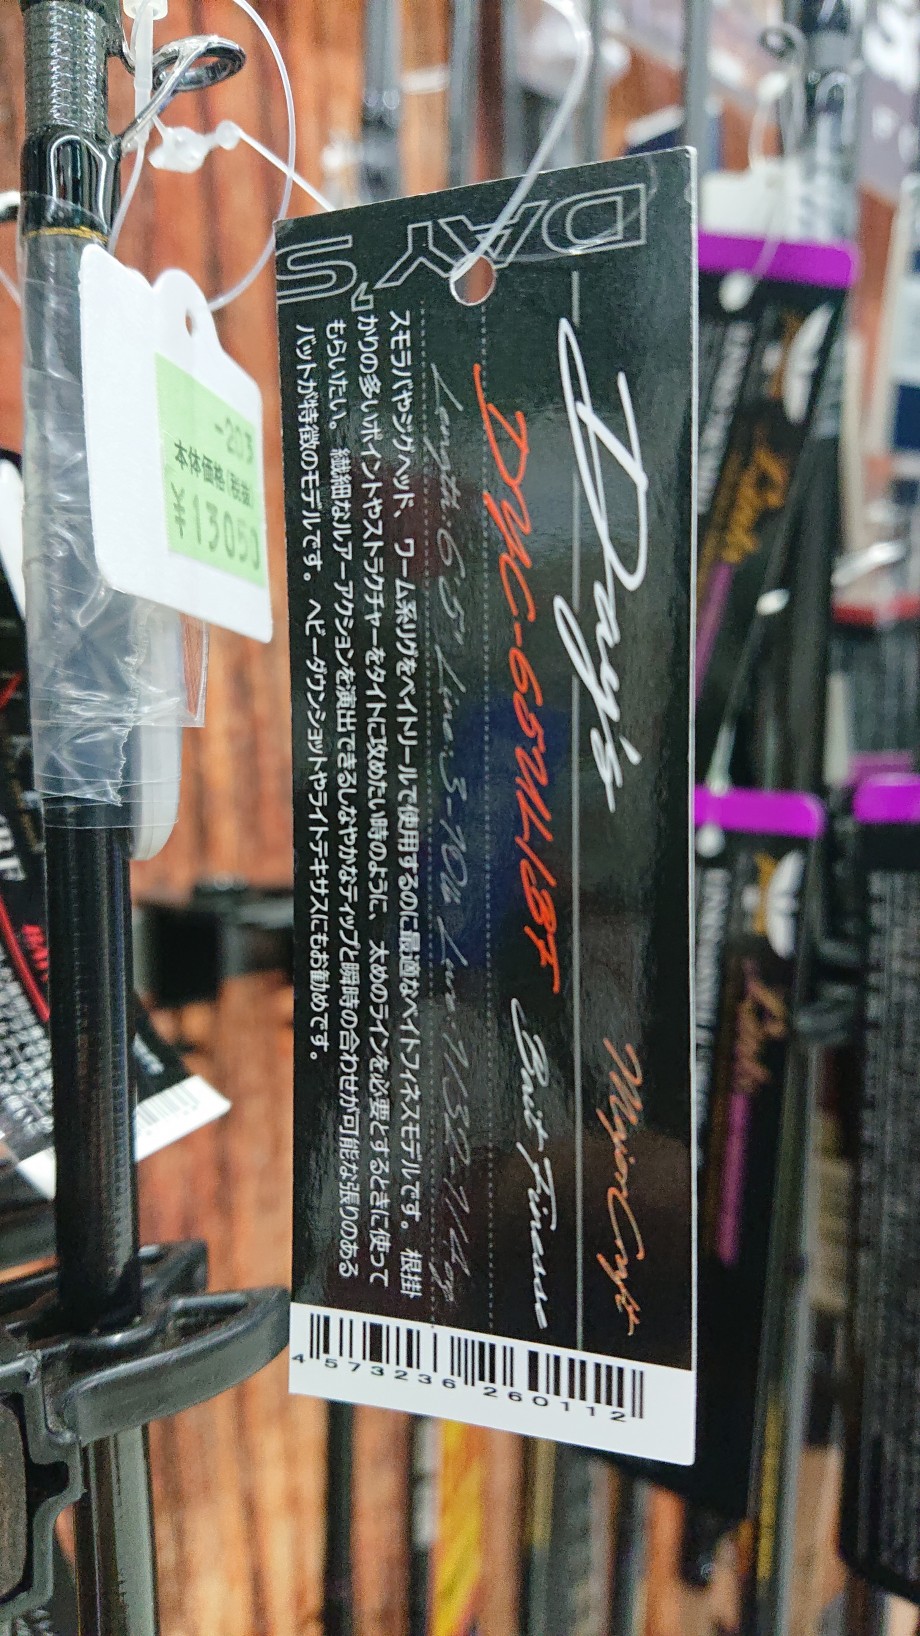 DAY'S
Day's
MajorCraft
DYC-65UL/BF
Bait Finesse
Length:6'5" Line:3-10lb Lure:1/32-1/4oz
スモラバやジグヘッド、ワーム系リグをベイトリールで使用するのに最適なベイトフィネスモデルです。根掛
かりの多いポイントやストラクチャーをタイトに攻めたい時のように、太めのラインを必要とするときに使って
もらいたい。繊細なルアーアクションを演出できるしなやかなティップと瞬時の合わせが可能な張りのある
バットが特徴のモデルです。ヘビーダウンショットやライトテキサスにもお勧めです。
4 573236 260112
-203
本体価格(税抜)
¥13050